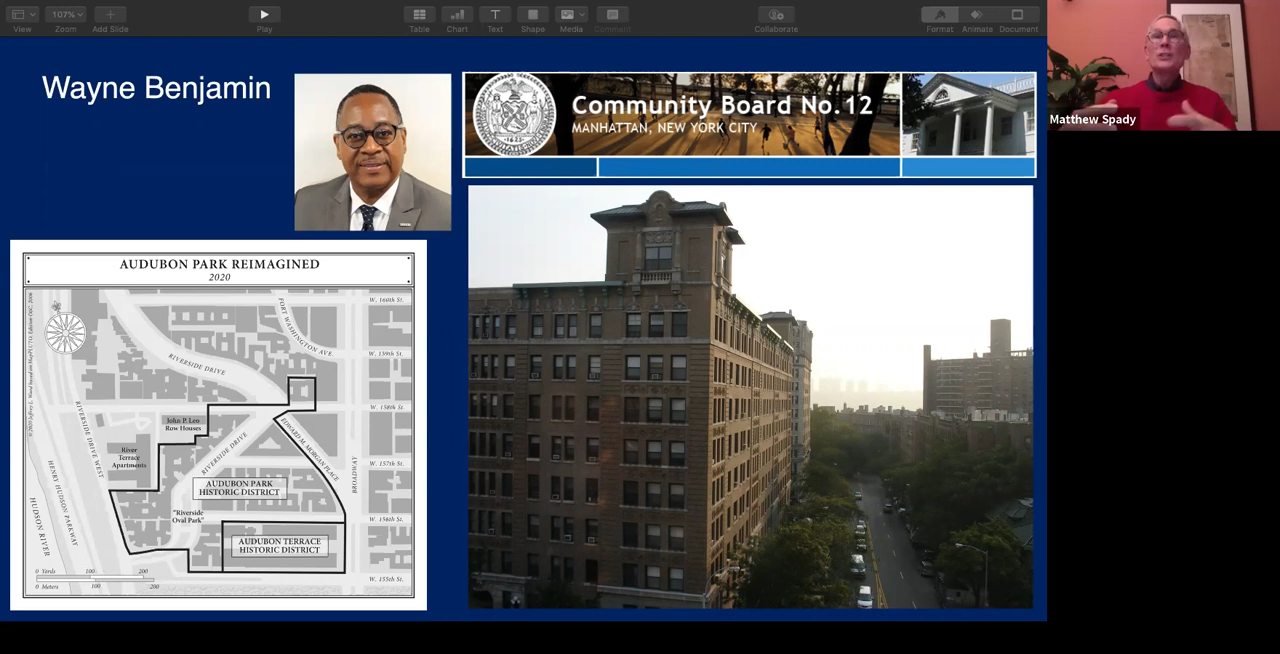 View
107%
Zoom
Add Slide
Play
Table
Chart
Text
Shape
Media
Comment
Collaborate
Format
Animate
Document
Wayne Benjamin
Community Board No.12
MANHATTAN, NEW YORK CITY
Matthew Spady
AUDUBON PARK REIMAGINED
2020
W. 160th St.
FORT WASHINGTON AVE.
W. 159th St.
RIVERSIDE DRIVE
W. 158th St.
John P. Leo
Row Houses
RIVERSIDE DRIVE WEST
River
Terrace
Apartments
RIVERSIDE DRIVE
EDWARD M. MORGAN PLACE
BROADWAY
W. 157th St.
HENRY HUDSON PARKWAY
HUDSON RIVER
AUDUBON PARK
HISTORIC DISTRICT
"Riverside
Oval Park"
W. 156th St.
AUDUBON TERRACE
HISTORIC DISTRICT
0 Yards 100 200
0 Meters 100 200
W. 155th St.